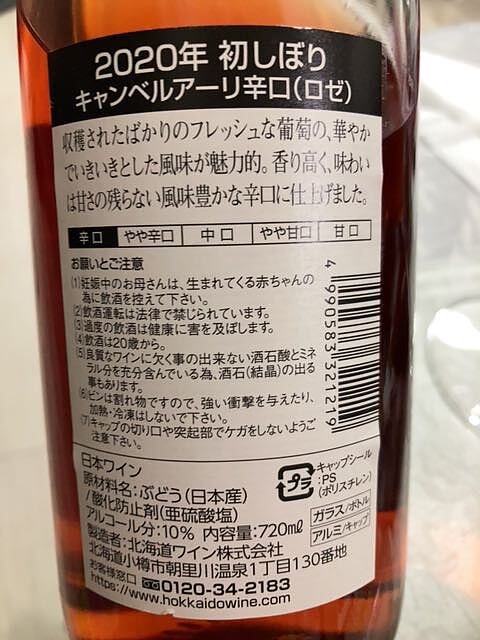 2020年 初しぼり
キャンベルアーリ辛口(ロゼ)
収穫されたばかりのフレッシュな葡萄の、華やか
でいきいきとした風味が魅力的。香り高く、味わい
は甘さの残らない風味豊かな辛口に仕上げました。
辛口 やや辛口 中口 やや甘口 甘口
お願いとご注意
(1)妊娠中のお母さんは、生まれてくる赤ちゃんの
為に飲酒を控えて下さい。
(2)飲酒運転は法律で禁じられています。
(3)過度の飲酒は健康に害を及ぼします。
(4)飲酒は20歳から。
(5)良質なワインに欠く事の出来ない酒石酸とミネ
ラル分を充分含んでいる為、酒石(結晶)の出る
事もあります。
(6)ビンは割れ物ですので、強い衝撃を与えたり、
加熱・冷凍はしないで下さい。
(7)キャップの切り口や突起部でケガをしないようご
注意下さい。
4990583321219
日本ワイン
原材料名:ぶどう(日本産)
/酸化防止剤(亜硫酸塩)
アルコール分:10% 内容量:720ml
製造者:北海道ワイン株式会社
北海道小樽市朝里川温泉1丁目130番地
お客様窓口 0120-34-2183
https://www.hokkaidowine.com
プラ
キャップシール
:PS
(ポリスチレン)
ガラス/ボトル
アルミ/キャップ